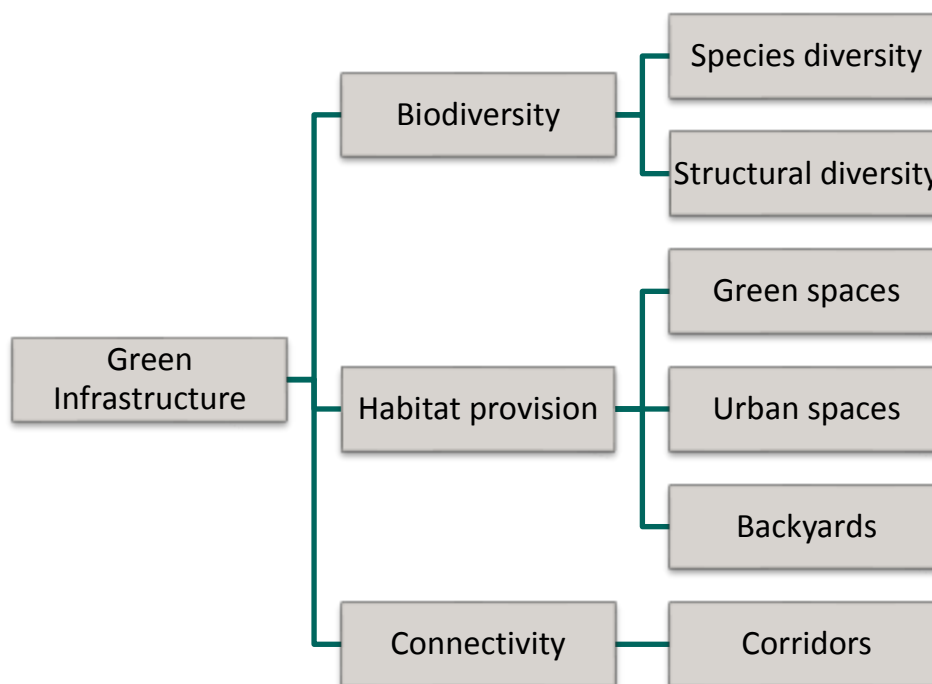 Species diversity
Biodiversity
Structural diversity
Green spaces
Green
Infrastructure
Habitat provision
Urban spaces
Backyards
Connectivity
Corridors